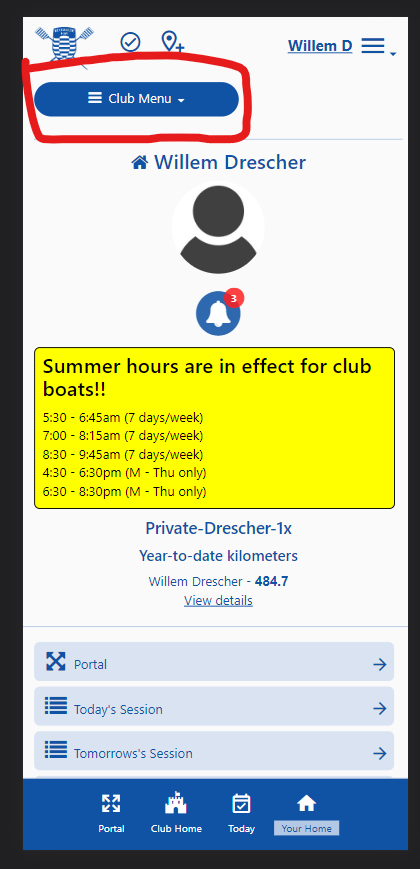 Willem D
Club Menu
Willem Drescher
3
Summer hours are in effect for club
boats!!
5:30 - 6:45am (7 days/week)
7:00 - 8:15am (7 days/week)
8:30 - 9:45am (7 days/week)
4:30 - 6:30pm (M - Thu only)
6:30 - 8:30pm (M - Thu only)
Private-Drescher-1x
Year-to-date kilometers
Willem Drescher - 484.7
View details
Portal
Today's Session
Tomorrows's Session
Portal
Club Home
Today
Your Home